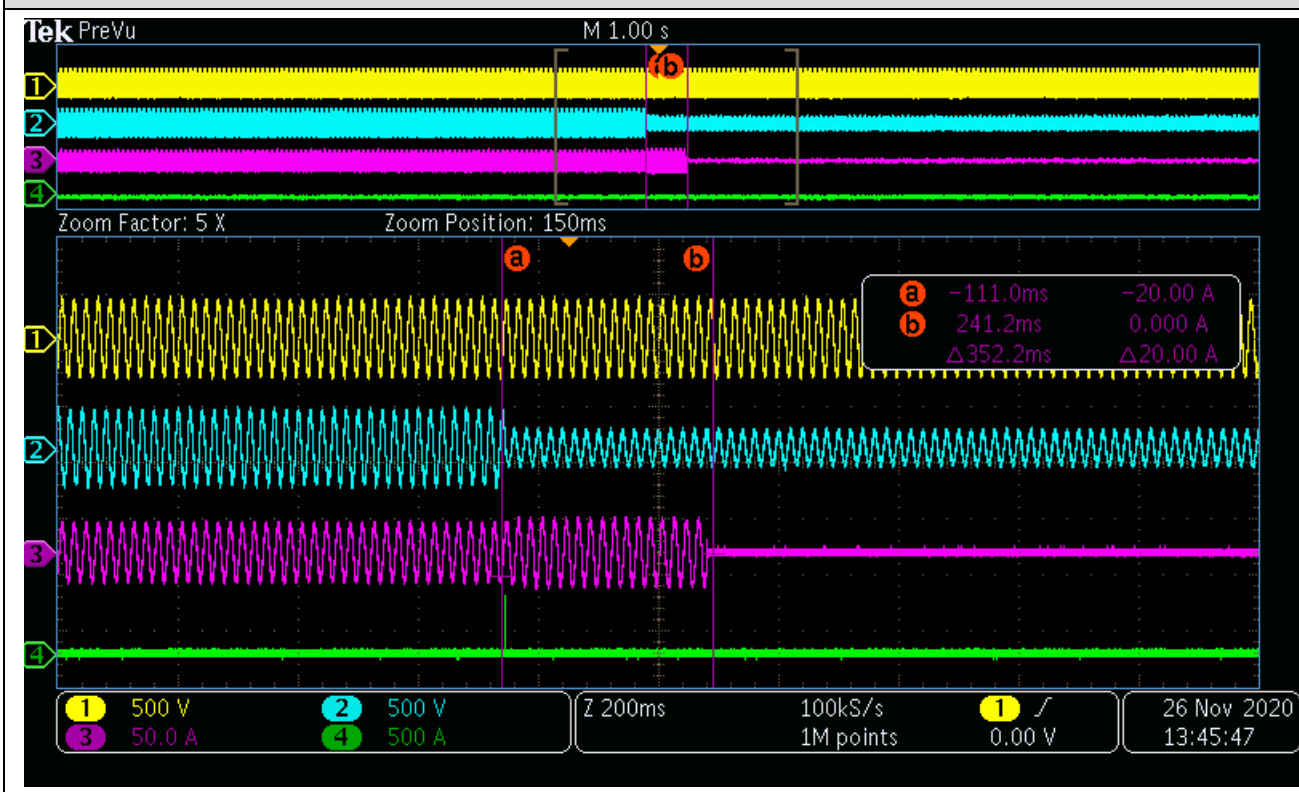 Tek PreVu M 1.00 s
b
1
2
3
4
Zoom Factor: 5 X Zoom Position: 150ms
a b
a -111.0ms -20.00 A
b 241.2ms 0.000 A
△352.2ms △20.00 A
1
2
3
4
1 500 V 2 500 V Z 200ms 100kS/s 1 26 Nov 2020
3 50.0 A 4 500 A 1M points 0.00 V 13:45:47